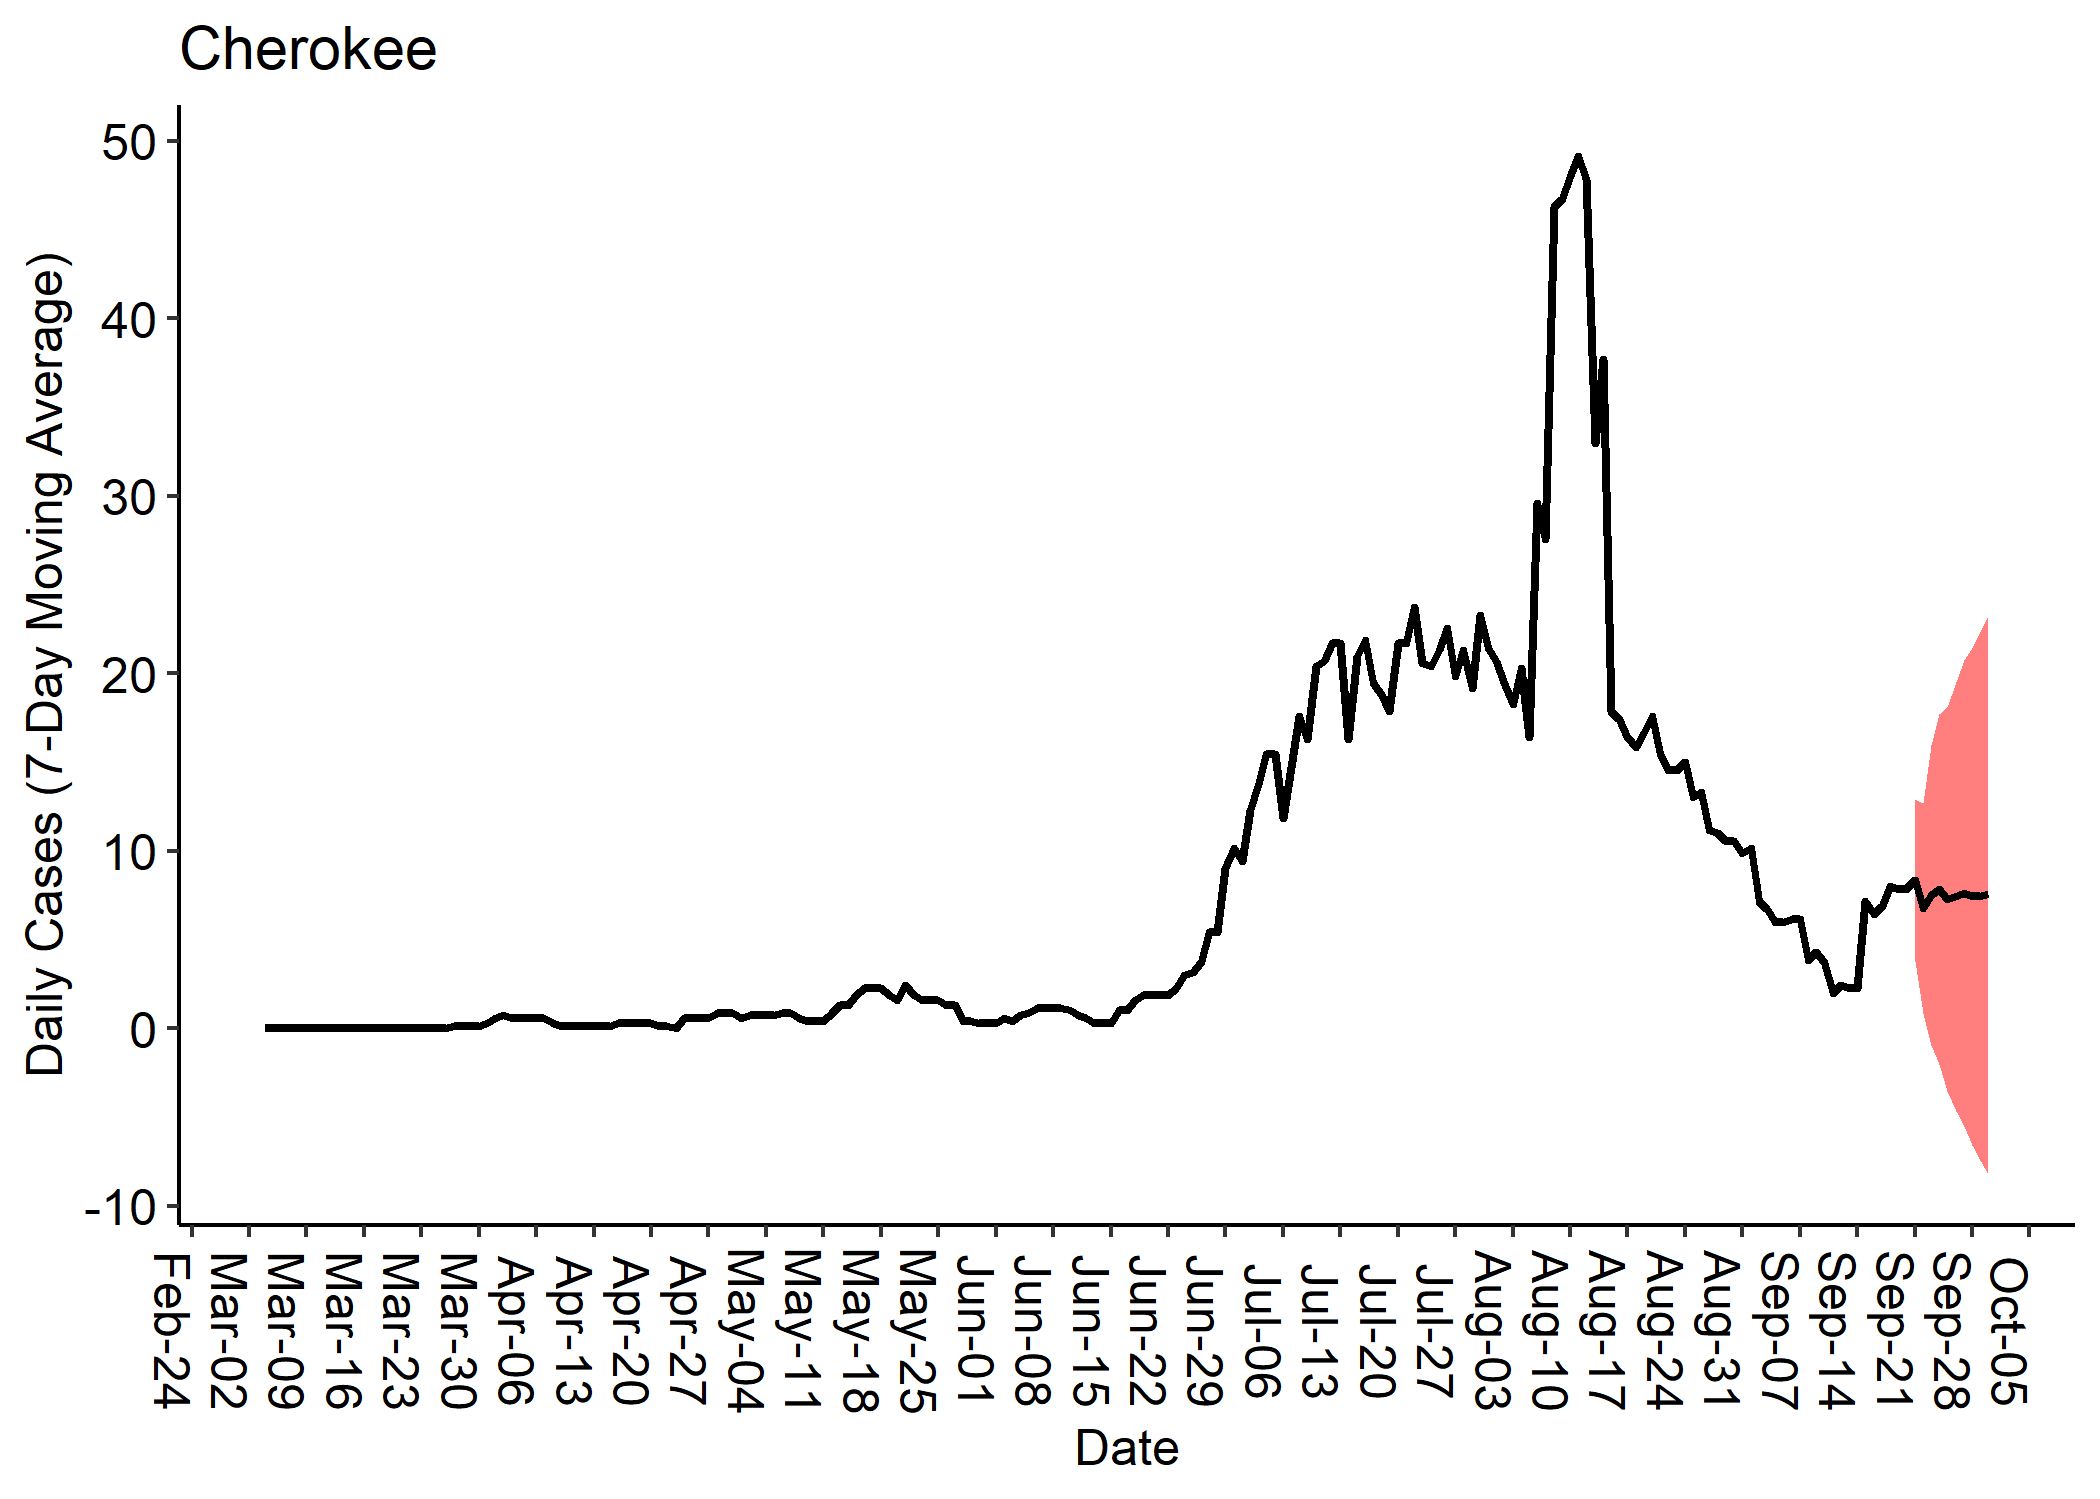 Cherokee
Daily Cases (7-Day Moving Average)
50
40
30
20
10
0
-10
Feb-24
Mar-02
Mar-09
Mar-16
Mar-23
Mar-30
Apr-06
Apr-13
Apr-20
Apr-27
May-04
May-11
May-18
May-25
Jun-01
Jun-08
Jun-15
Jun-22
Jun-29
Jul-06
Jul-13
Jul-20
Jul-27
Aug-03
Aug-10
Aug-17
Aug-24
Aug-31
Sep-07
Sep-14
Sep-21
Sep-28
Oct-05
Date